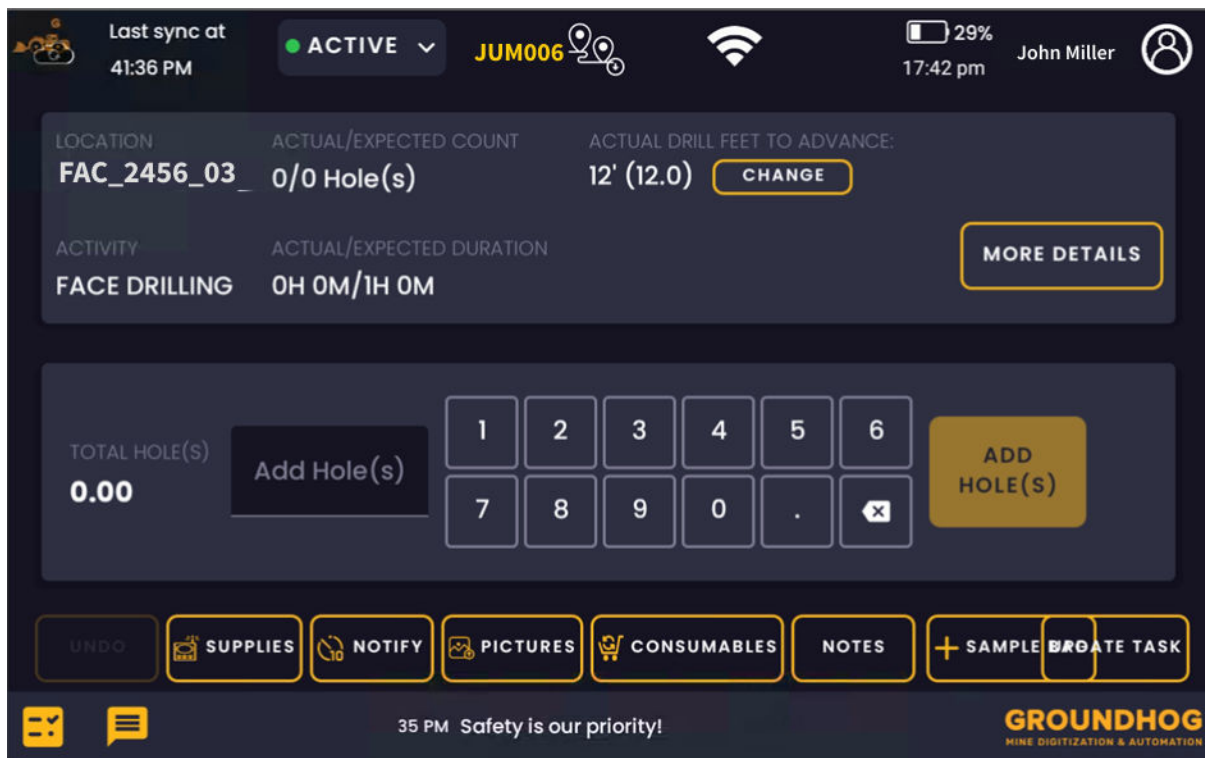 G
Last sync at
41:36 PM
ACTIVE
JUM006
29%
17:42 pm
John Miller
LOCATION
FAC_2456_03_
ACTUAL/EXPECTED COUNT
0/0 Hole(s)
ACTUAL DRILL FEET TO ADVANCE:
12' (12.0)
CHANGE
ACTIVITY
FACE DRILLING
ACTUAL/EXPECTED DURATION
0H 0M/1H 0M
MORE DETAILS
TOTAL HOLE(S)
0.00
Add Hole(s)
1 2 3 4 5 6
7 8 9 0 .
ADD
HOLE(S)
UNDO
SUPPLIES
10
NOTIFY
PICTURES
CONSUMABLES
NOTES
SAMPLE
UPDATE TASK
35 PM Safety is our priority!
GROUNDHOG
MINE DIGITIZATION & AUTOMATION